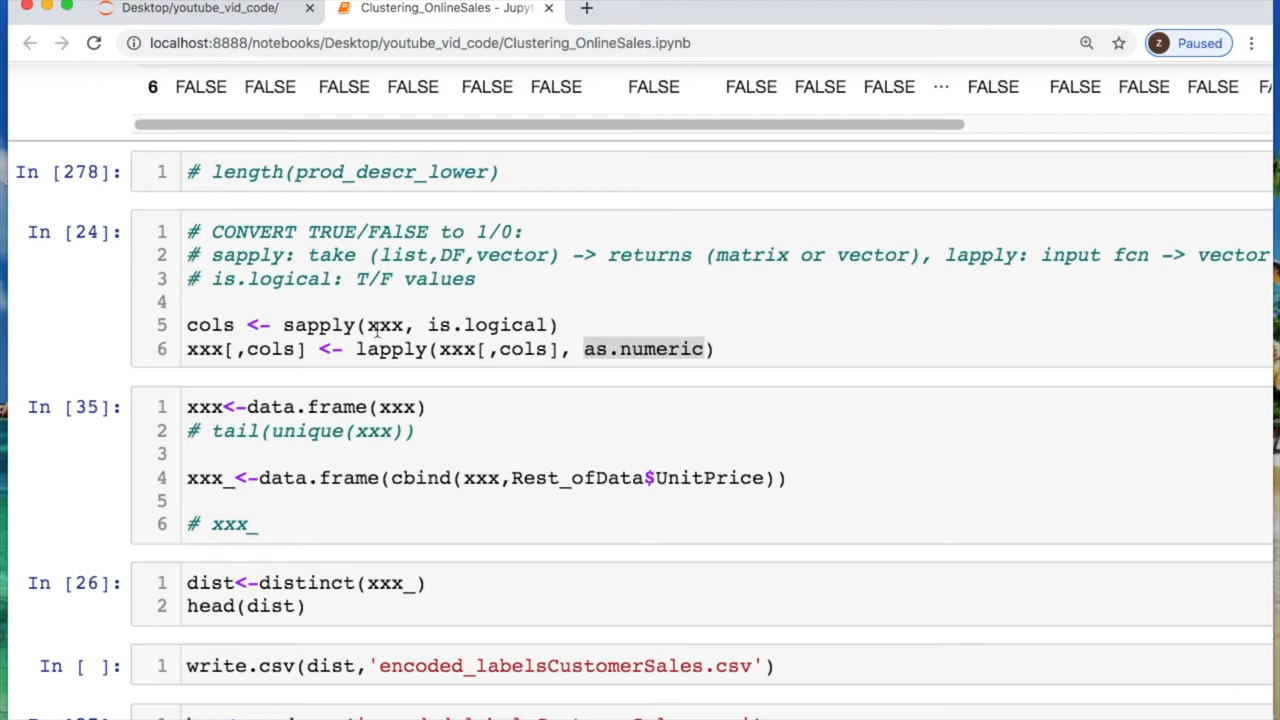 Desktop/youtube_vid_code/
Clustering_OnlineSales - Jupyt
localhost:8888/notebooks/Desktop/youtube_vid_code/Clustering_OnlineSales.ipynb
z Paused
6 FALSE FALSE FALSE FALSE FALSE FALSE FALSE FALSE FALSE FALSE ... FALSE FALSE FALSE FALSE
In [278]: 1 # length(prod_descr_lower)
In [24]: 1 # CONVERT TRUE/FAlSE to 1/0:
2 # sapply: take (list,DF,vector) -> returns (matrix or vector), lapply: input fcn -> vector
3 # is.logical: T/F values
4
5 cols <- sapply(xxx, is.logical)
6 xxx[,cols] <- lapply(xxx[,cols], as.numeric)
In [35]: 1 xxx<-data.frame(xxx)
2 # tail(unique(xxx))
3
4 xxx_<-data.frame(cbind(xxx,Rest_ofData$UnitPrice))
5
6 # xxx_
In [26]: 1 dist<-distinct(xxx_)
2 head(dist)
In [ ]: 1 write.csv(dist,'encoded_labelsCustomerSales.csv')